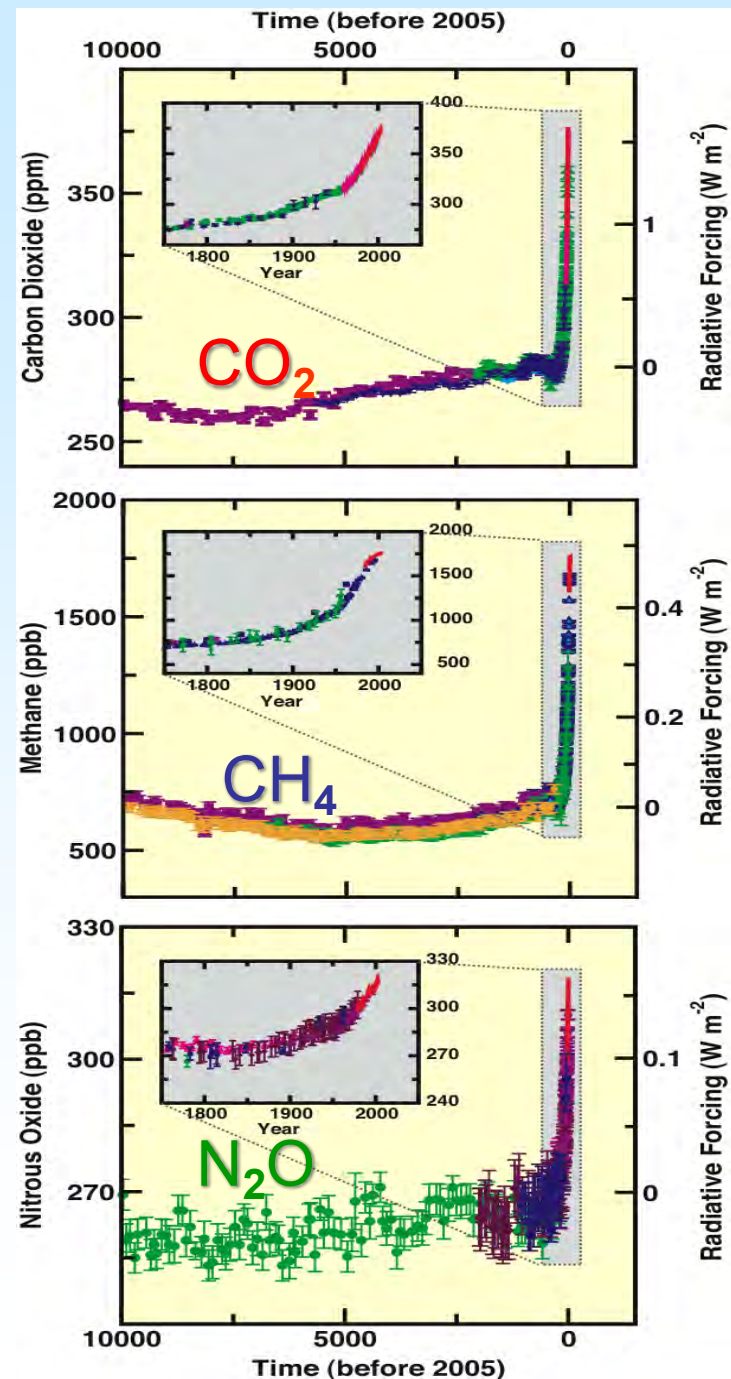 Time (before 2005)
10000 5000 0
Carbon Dioxide (ppm)
350
300
250
400
350
300
1800 1900 2000
Year
CO2
1
0
Radiative Forcing (W m-2)
Methane (ppb)
2000
1500
1000
500
2000
1500
1000
500
1800 1900 2000
Year
CH4
0.4
0.2
0
Radiative Forcing (W m-2)
Nitrous Oxide (ppb)
330
300
270
330
300
270
240
1800 1900 2000
Year
N2O
0.1
0
Radiative Forcing (W m-2)
10000 5000 0
Time (before 2005)